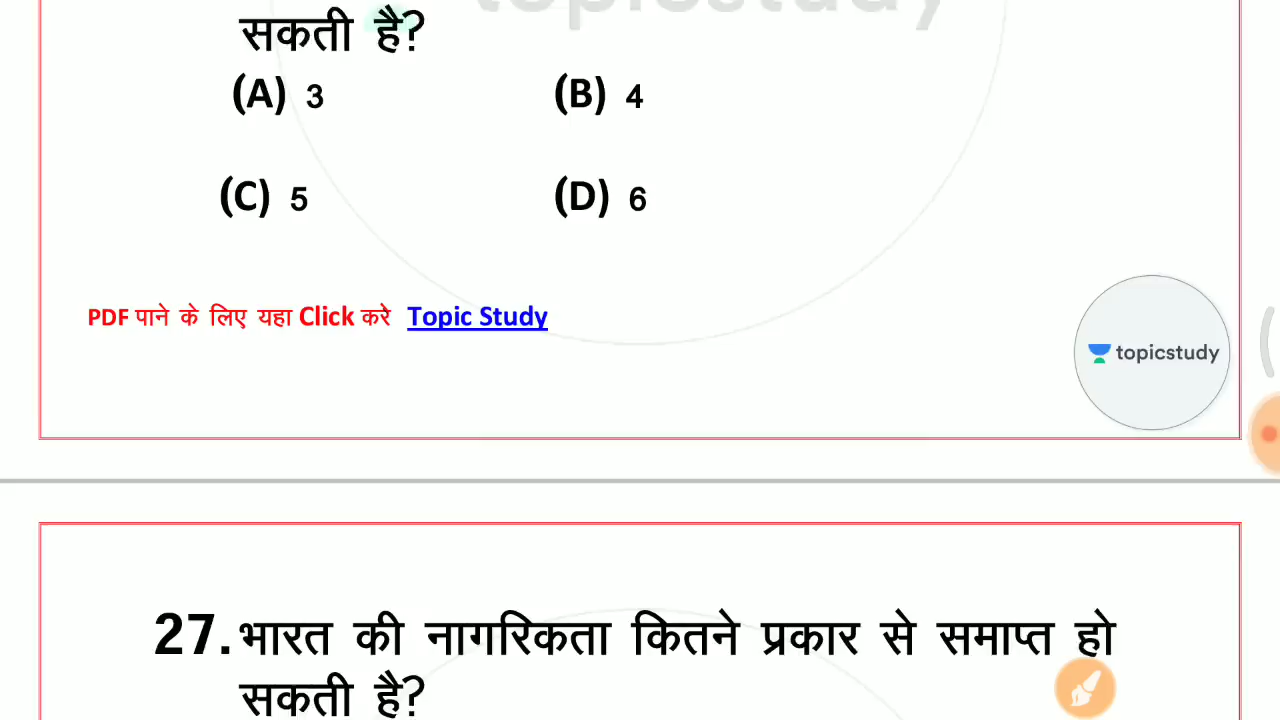 topicstudy
सकती है?
(A) 3 (B) 4
(C) 5 (D) 6
PDF पाने के लिए यहा Click करे Topic Study
topicstudy
27. भारत की नागरिकता कितने प्रकार से समाप्त हो
सकती है?